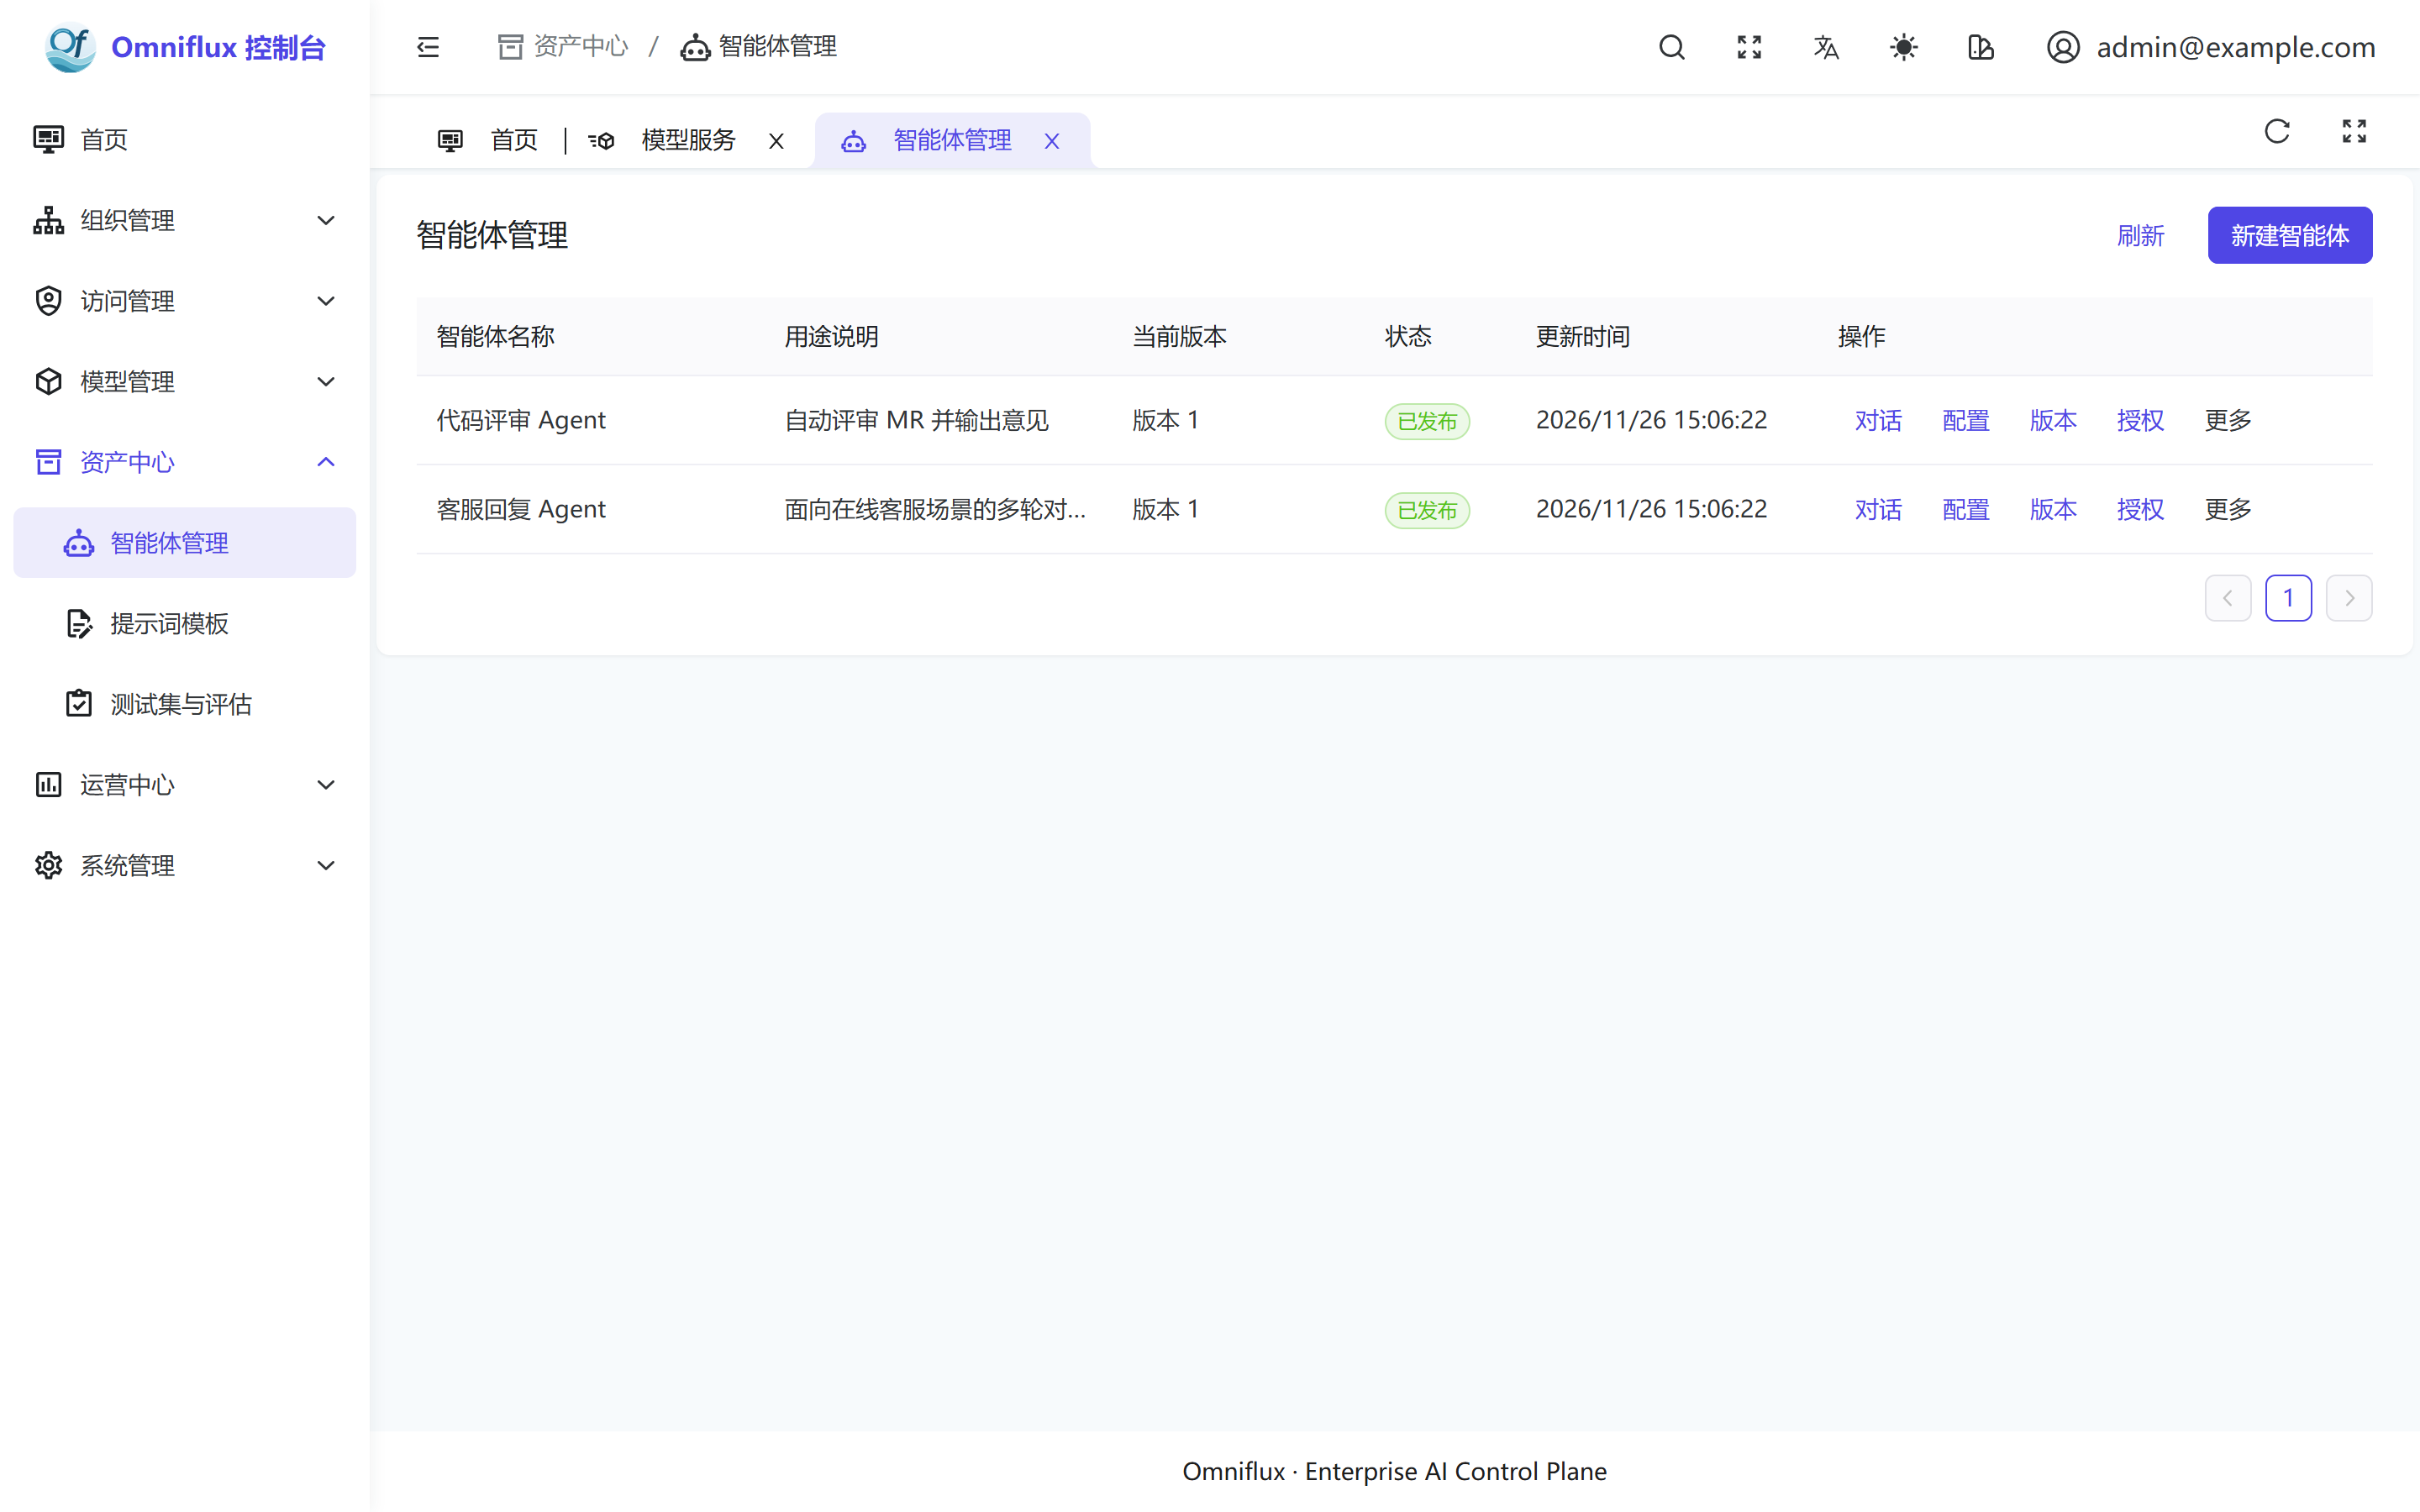 Omniflux 控制台
资产中心 / 智能体管理
admin@example.com
首页
组织管理
访问管理
模型管理
资产中心
智能体管理
提示词模板
测试集与评估
运营中心
系统管理
首页 | 模型服务 X 智能体管理 X
智能体管理
刷新 新建智能体
智能体名称 用途说明 当前版本 状态 更新时间 操作
代码评审 Agent 自动评审 MR 并输出意见 版本 1 已发布 2026/11/26 15:06:22 对话 配置 版本 授权 更多
客服回复 Agent 面向在线客服场景的多轮对... 版本 1 已发布 2026/11/26 15:06:22 对话 配置 版本 授权 更多
1
Omniflux · Enterprise AI Control Plane